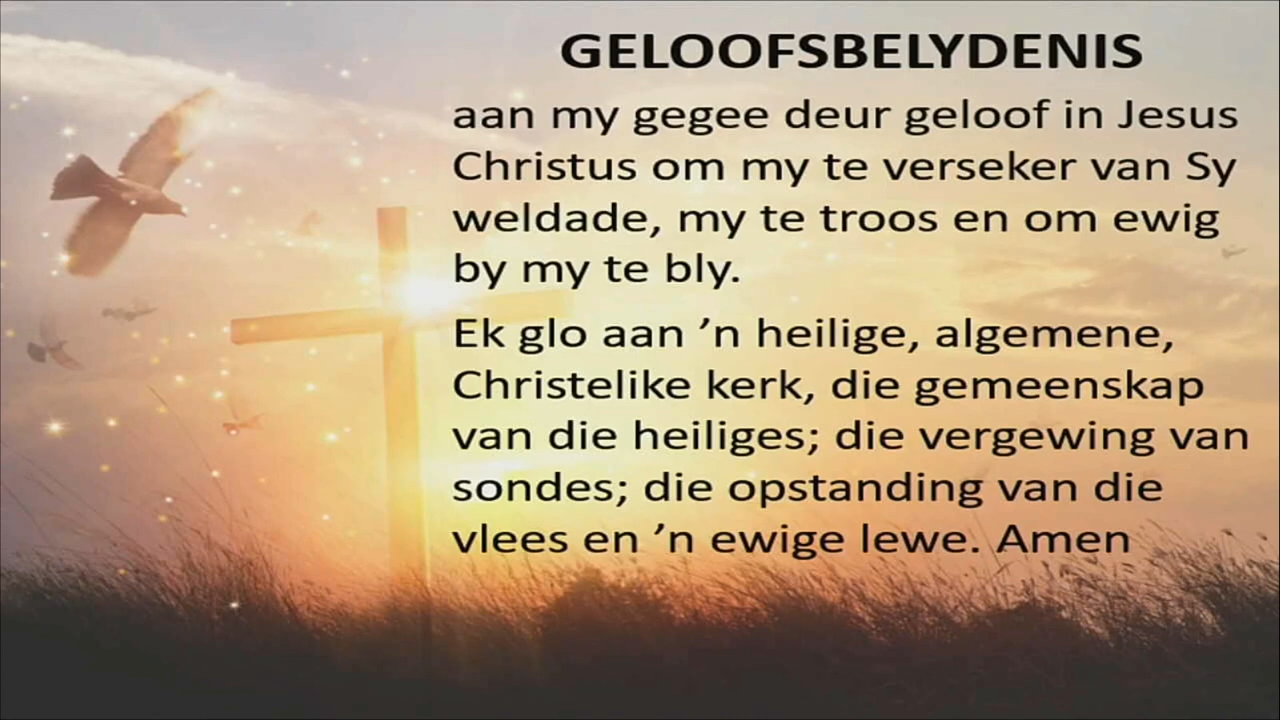 GELOOFSBELYDENIS
aan my gegee deur geloof in Jesus
Christus om my te verseker van Sy
weldade, my te troos en om ewig
by my te bly.
Ek glo aan ’n heilige, algemene,
Christelike kerk, die gemeenskap
van die heiliges; die vergewing van
sondes; die opstanding van die
vlees en ’n ewige lewe. Amen